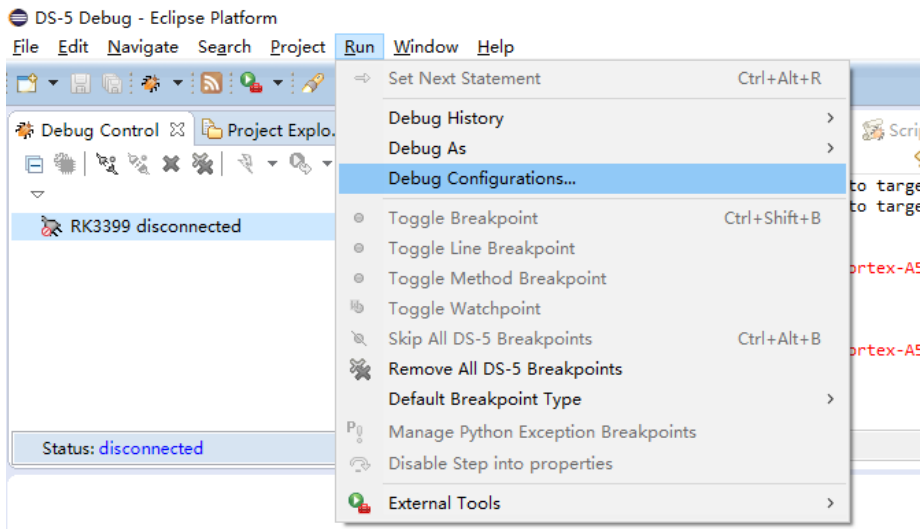 DS-5 Debug - Eclipse Platform
File Edit Navigate Search Project Run Window Help
Set Next Statement Ctrl+Alt+R
Debug Control Project Explo.
Debug History
Debug As
Debug Configurations...
RK3399 disconnected
Toggle Breakpoint Ctrl+Shift+B
Toggle Line Breakpoint
Toggle Method Breakpoint
Toggle Watchpoint
Skip All DS-5 Breakpoints Ctrl+Alt+B
Remove All DS-5 Breakpoints
Default Breakpoint Type
Manage Python Exception Breakpoints
Disable Step into properties
External Tools
Status: disconnected
Scri
to targe
to targe
ortex-A5
ortex-A5